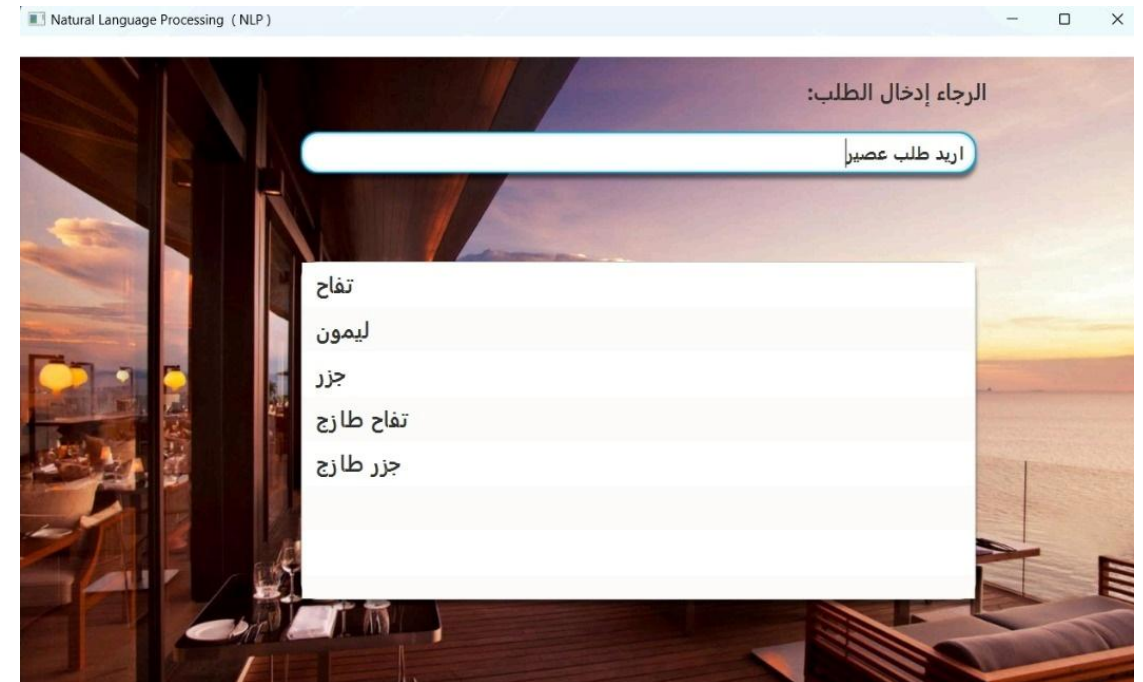 Natural Language Processing ( NLP )
الرجاء إدخال الطلب:
اريد طلب عصير
تفاح
ليمون
جزر
تفاح طازج
جزر طازج